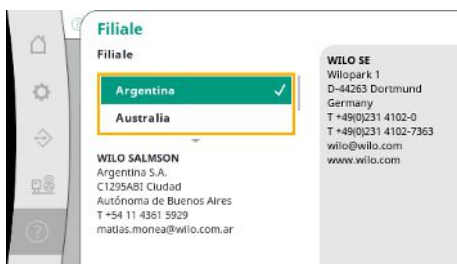 Filiale
Filiale
Argentina
Australia
WILO SALMSON
Argentina S.A.
C1295ABI Ciudad
Autónoma de Buenos Aires
T +54 11 4361 5929
matias.monea@wilo.com.ar
WILO SE
Wilopark 1
D-44263 Dortmund
Germany
T +49(0)231 4102-0
T +49(0)231 4102-7363
wilo@wilo.com
www.wilo.com